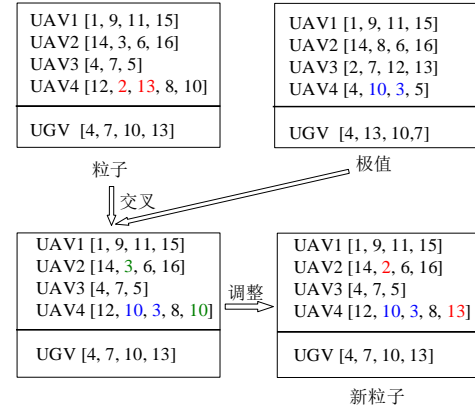 UAV1 [1, 9, 11, 15]
UAV2 [14, 3, 6, 16]
UAV3 [4, 7, 5]
UAV4 [12, 2, 13, 8, 10]
UGV [4, 7, 10, 13]
粒子
UAV1 [1, 9, 11, 15]
UAV2 [14, 8, 6, 16]
UAV3 [2, 7, 12, 13]
UAV4 [4, 10, 3, 5]
UGV [4, 13, 10,7]
极值
交叉
UAV1 [1, 9, 11, 15]
UAV2 [14, 3, 6, 16]
UAV3 [4, 7, 5]
UAV4 [12, 10, 3, 8, 10]
UGV [4, 7, 10, 13]
调整
UAV1 [1, 9, 11, 15]
UAV2 [14, 2, 6, 16]
UAV3 [4, 7, 5]
UAV4 [12, 10, 3, 8, 13]
UGV [4, 7, 10, 13]
新粒子